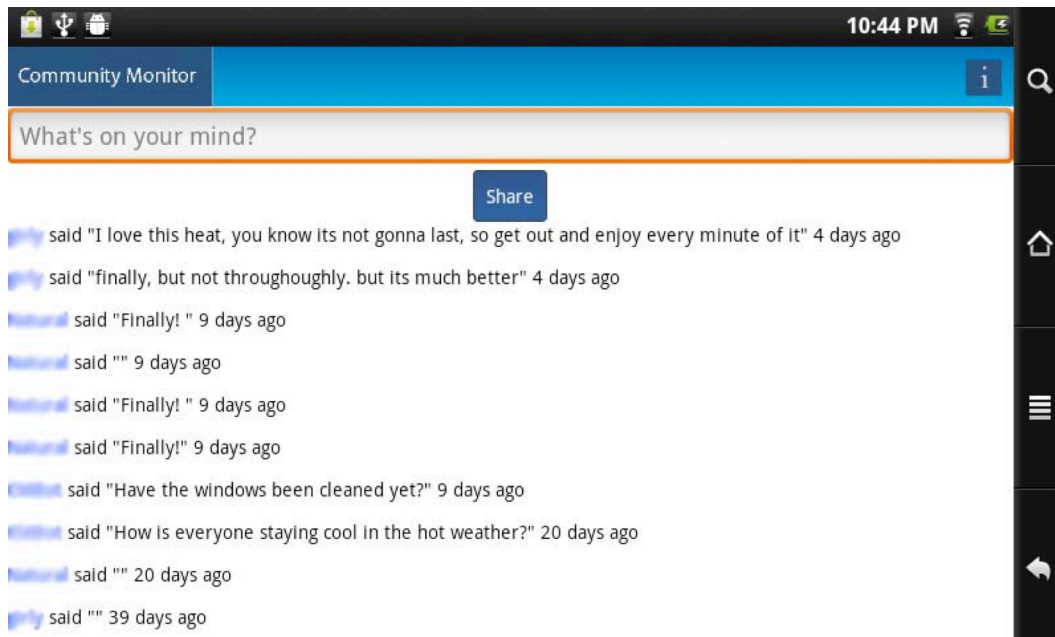 10:44 PM
Community Monitor
i
What's on your mind?
Share
said "I love this heat, you know its not gonna last, so get out and enjoy every minute of it" 4 days ago
said "finally, but not throughoughly. but its much better" 4 days ago
said "Finally! " 9 days ago
said "" 9 days ago
said "Finally! " 9 days ago
said "Finally!" 9 days ago
said "Have the windows been cleaned yet?" 9 days ago
said "How is everyone staying cool in the hot weather?" 20 days ago
said "" 20 days ago
said "" 39 days ago